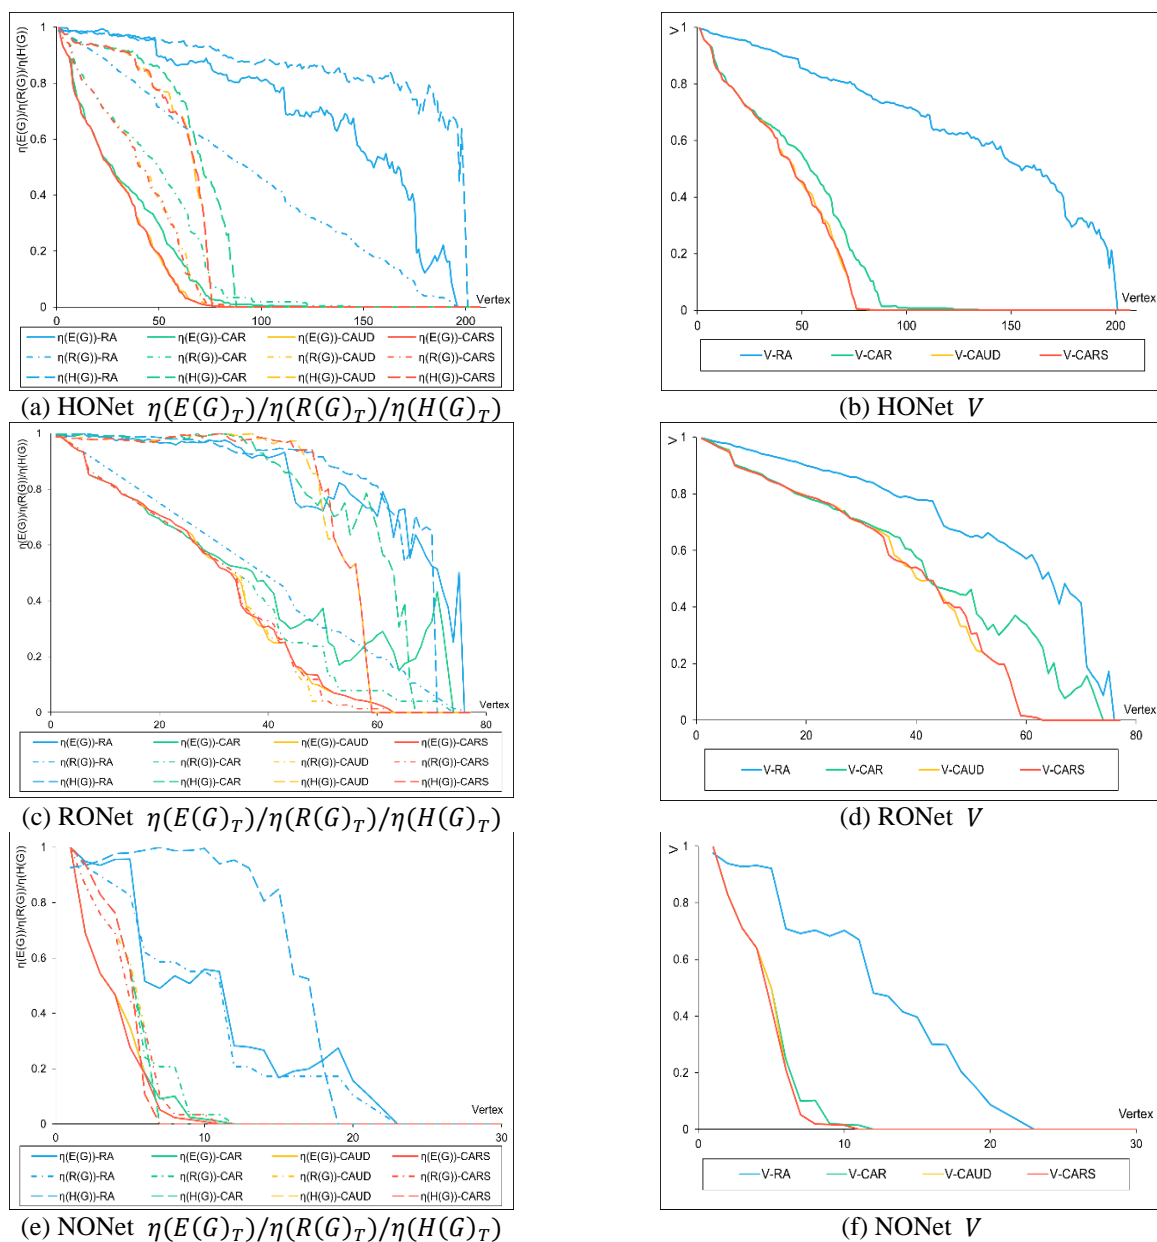 η(E(G))/η(R(G))/η(H(G))
1
0.8
0.6
0.4
0.2
0
0 50 100 150 200
Vertex
η(E(G))-RA η(E(G))-CAR η(E(G))-CAUD η(E(G))-CARS
η(R(G))-RA η(R(G))-CAR η(R(G))-CAUD η(R(G))-CARS
η(H(G))-RA η(H(G))-CAR η(H(G))-CAUD η(H(G))-CARS
(a) HONet η(E(G)_T)/η(R(G)_T)/η(H(G)_T)
V
1
0.8
0.6
0.4
0.2
0
0 50 100 150 200
Vertex
V-RA V-CAR V-CAUD V-CARS
(b) HONet V
η(E(G))/η(R(G))/η(H(G))
1
0.8
0.6
0.4
0.2
0
0 20 40 60 80
Vertex
η(E(G))-RA η(E(G))-CAR η(E(G))-CAUD η(E(G))-CARS
η(R(G))-RA η(R(G))-CAR η(R(G))-CAUD η(R(G))-CARS
η(H(G))-RA η(H(G))-CAR η(H(G))-CAUD η(H(G))-CARS
(c) RONet η(E(G)_T)/η(R(G)_T)/η(H(G)_T)
V
1
0.8
0.6
0.4
0.2
0
0 20 40 60 80
Vertex
V-RA V-CAR V-CAUD V-CARS
(d) RONet V
η(E(G))/η(R(G))/η(H(G))
1
0.8
0.6
0.4
0.2
0
0 10 20 30
Vertex
η(E(G))-RA η(E(G))-CAR η(E(G))-CAUD η(E(G))-CARS
η(R(G))-RA η(R(G))-CAR η(R(G))-CAUD η(R(G))-CARS
η(H(G))-RA η(H(G))-CAR η(H(G))-CAUD η(H(G))-CARS
(e) NONet η(E(G)_T)/η(R(G)_T)/η(H(G)_T)
V
1
0.8
0.6
0.4
0.2
0
0 10 20 30
Vertex
V-RA V-CAR V-CAUD V-CARS
(f) NONet V